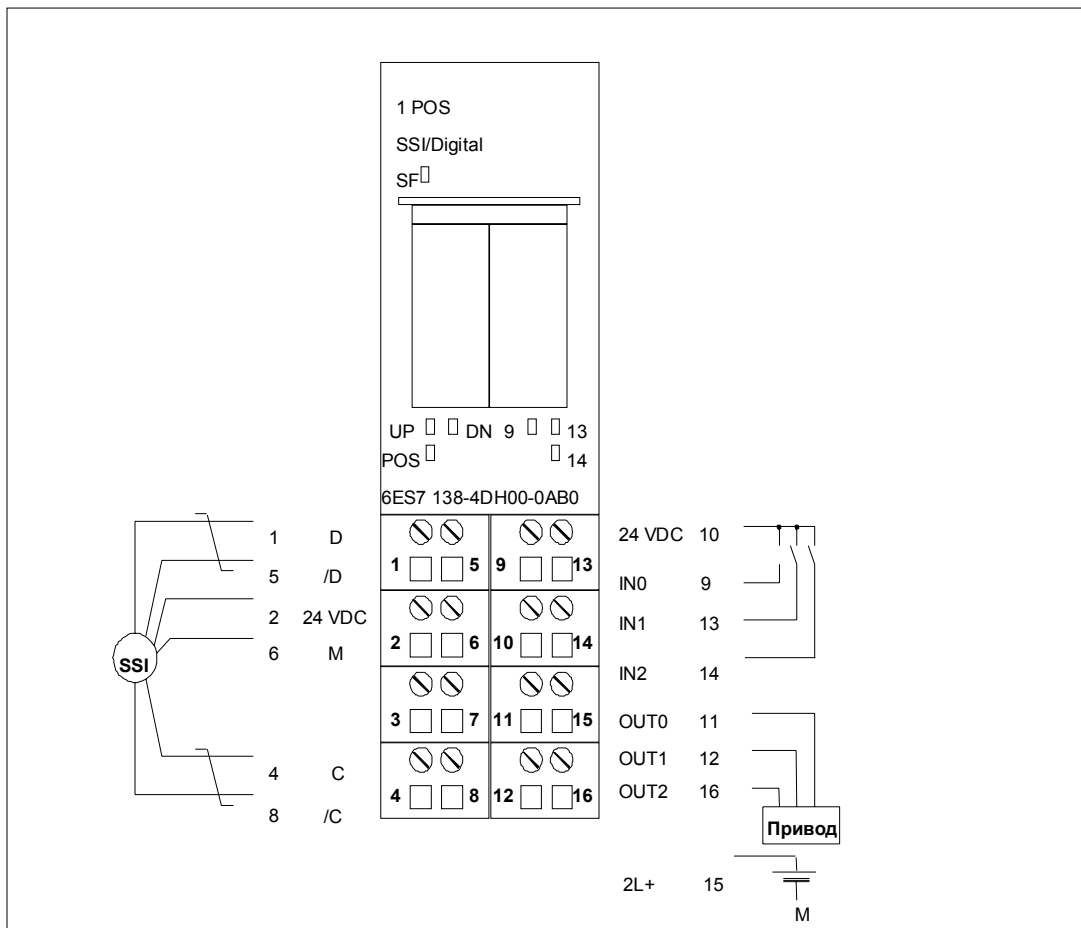 1 POS
SSI/Digital
SF
UP DN 9 13
POS 14
6ES7 138-4DH00-0AB0
1 5 9 13
2 6 10 14
3 7 11 15
4 8 12 16
1 D
5 /D
2 24 VDC
6 M
SSI
4 C
8 /C
24 VDC 10
IN0 9
IN1 13
IN2 14
OUT0 11
OUT1 12
OUT2 16
Привод
2L+ 15
M